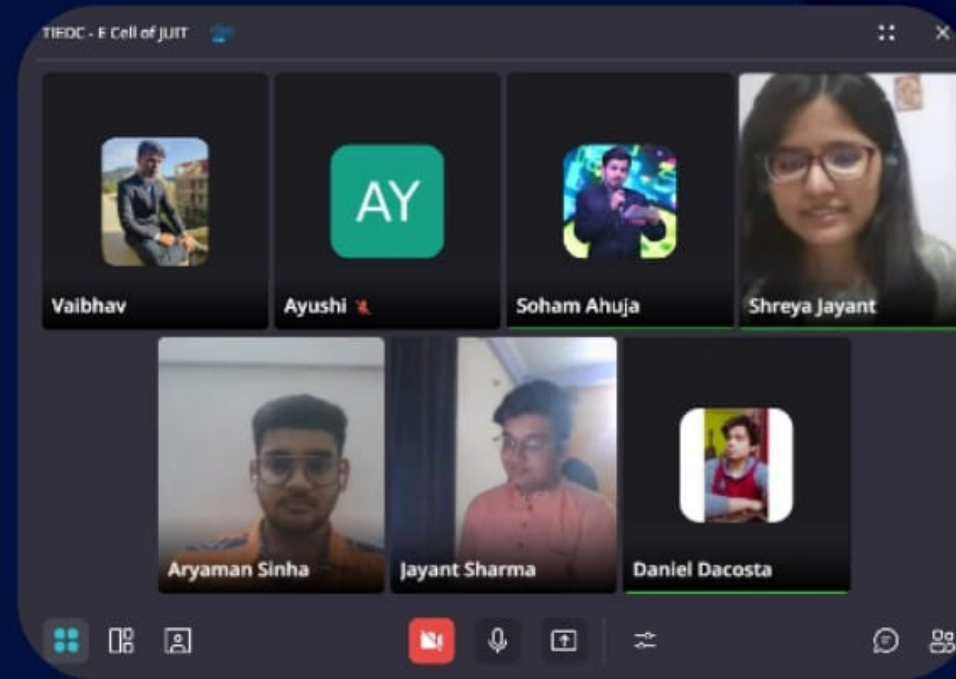 TIEDC - E Cell of JUIT
AY
Vaibhav
Ayushi
Soham Ahuja
Shreya Jayant
Aryaman Sinha
Jayant Sharma
Daniel Dacosta